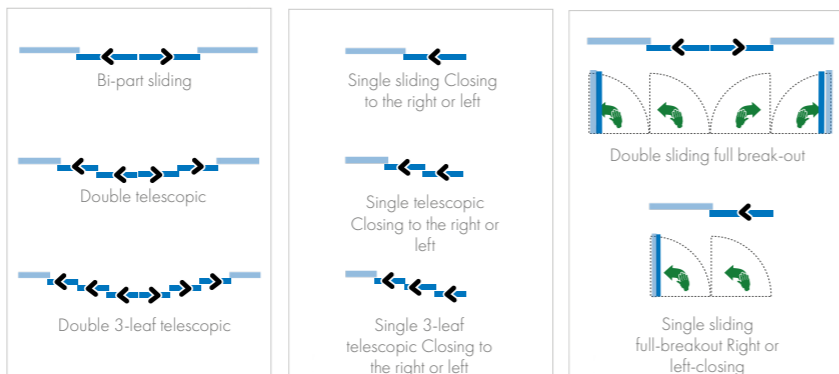 Bi-part sliding
Double telescopic
Double 3-leaf telescopic
Single sliding Closing
to the right or left
Single telescopic
Closing to the right or
left
Single 3-leaf
telescopic Closing to
the right or left
Double sliding full break-out
Single sliding
full-breakout Right or
left-closing